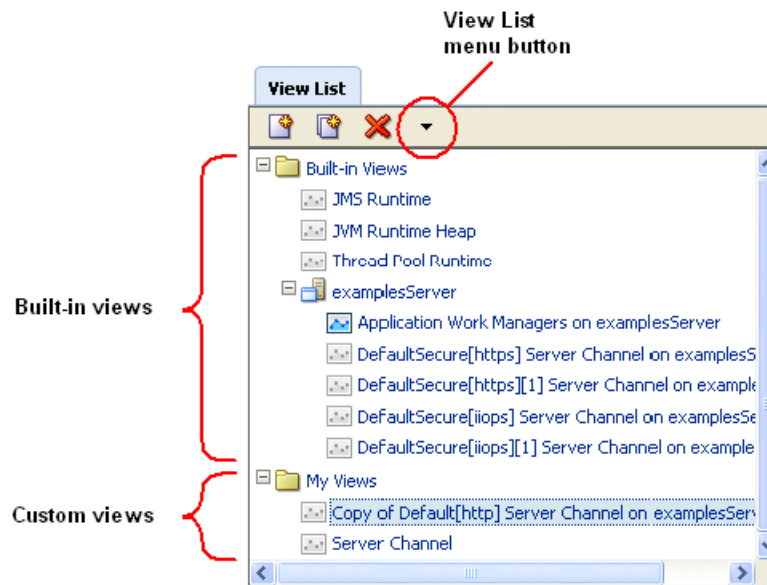 View List
menu button
View List
Built-in Views
JMS Runtime
JVM Runtime Heap
Thread Pool Runtime
examplesServer
Built-in views
Application Work Managers on examplesServer
DefaultSecure[https] Server Channel on examplesS
DefaultSecure[https][1] Server Channel on example
DefaultSecure[iiops] Server Channel on examplesSe
DefaultSecure[iiops][1] Server Channel on example
My Views
Custom views
Copy of Default[http] Server Channel on examplesServ
Server Channel